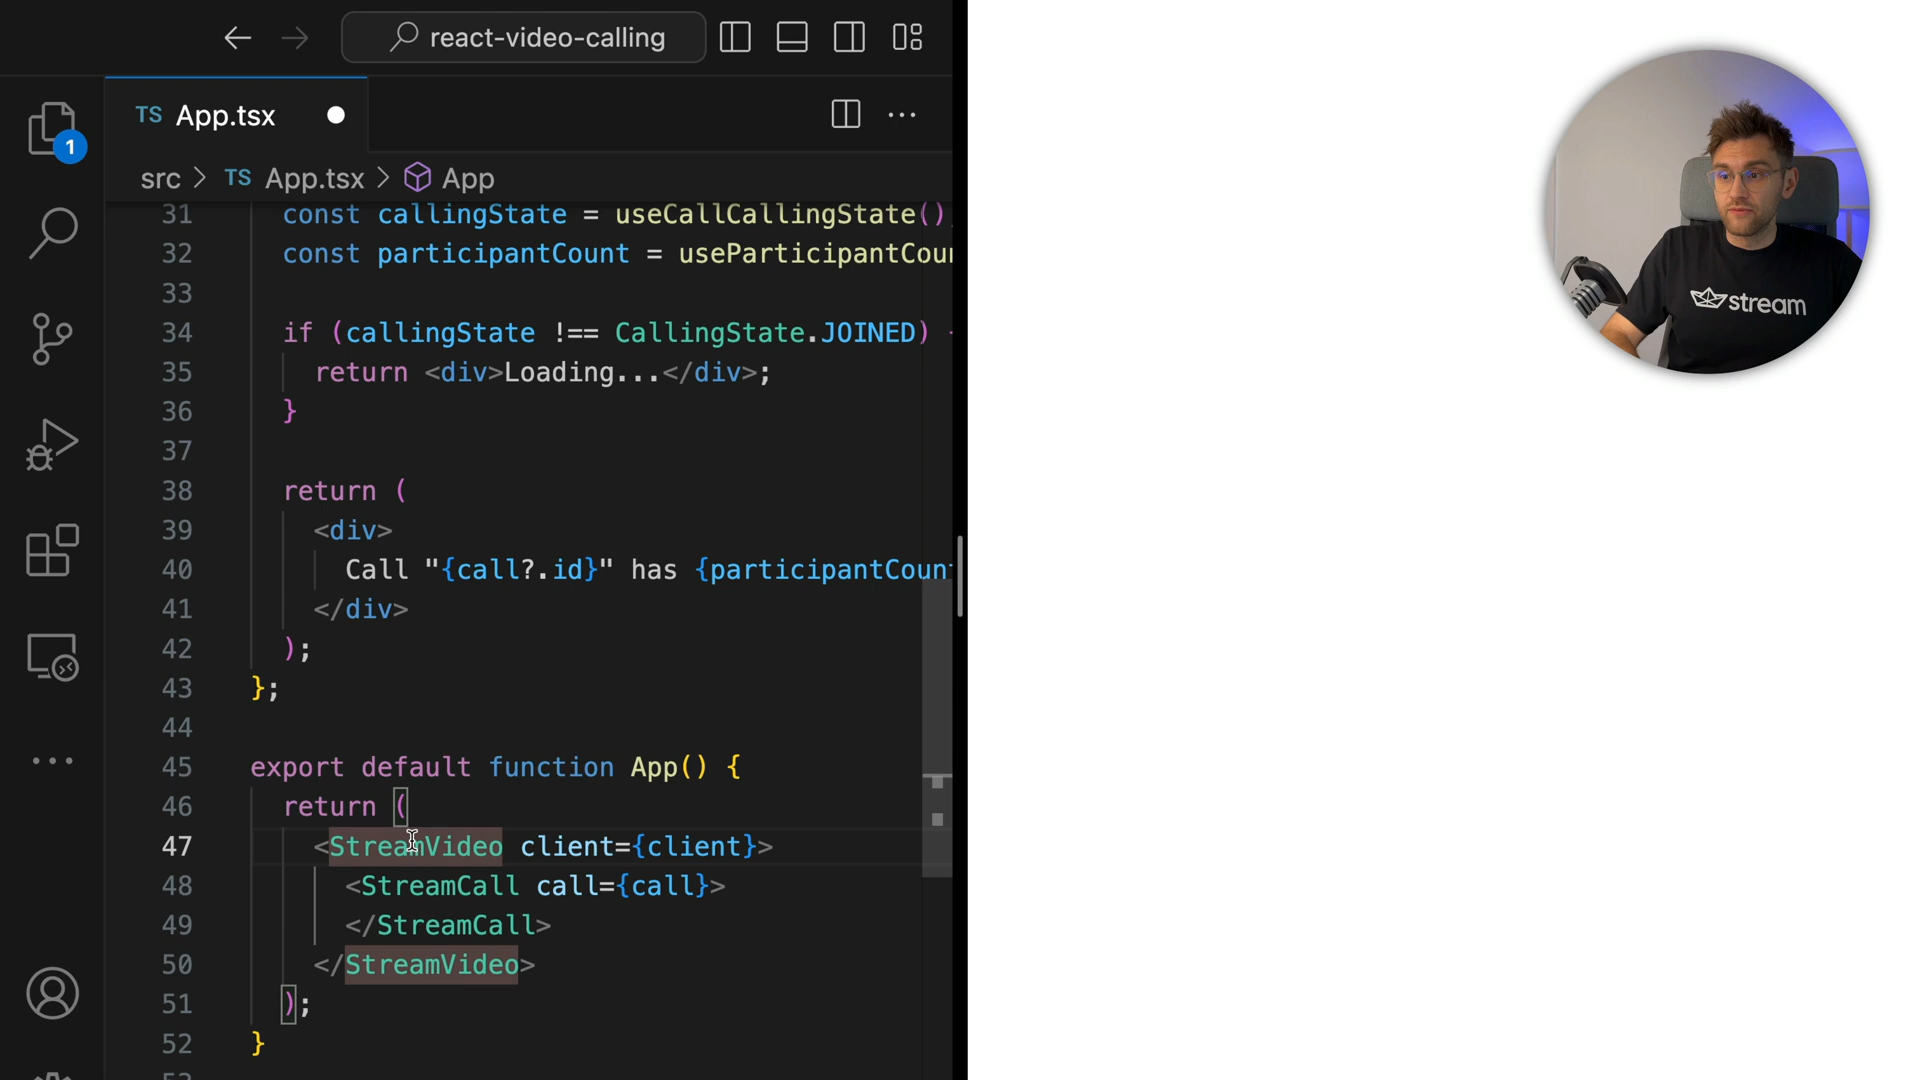 react-video-calling
TS App.tsx
1
src > TS App.tsx > App
31 const callingState = useCallCallingState()
32 const participantCount = useParticipantCoun
33
34 if (callingState !== CallingState.JOINED) {
35 return <div>Loading...</div>;
36 }
37
38 return (
39 <div>
40 Call "{call?.id}" has {participantCount
41 </div>
42 );
43 };
44
45 export default function App() {
46 return (
47 <StreamVideo client={client}>
48 <StreamCall call={call}>
49 </StreamCall>
50 </StreamVideo>
51 );
52 }
53
stream